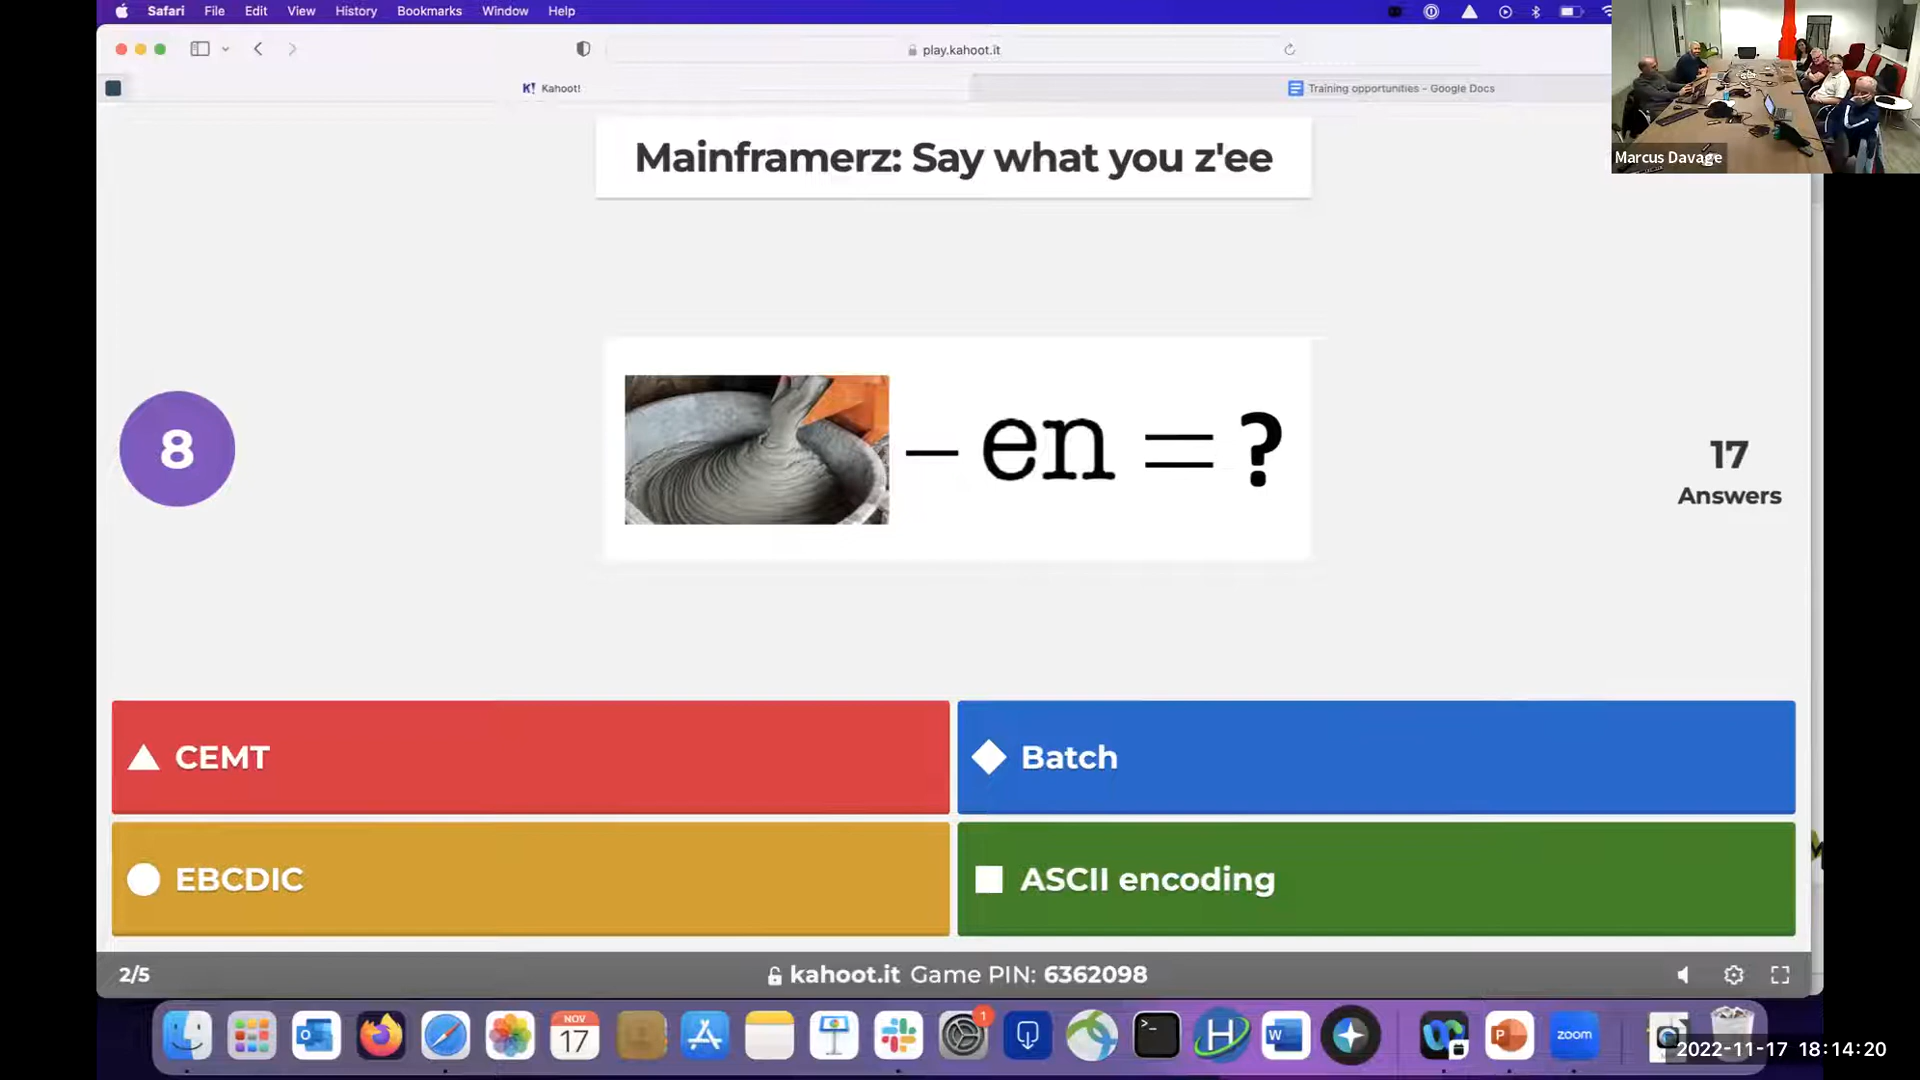 Safari File Edit View History Bookmarks Window Help
play.kahoot.it
K! Kahoot!
Training opportunities - Google Docs
Marcus Davage
Mainframerz: Say what you z'ee
8
– en = ?
17
Answers
CEMT
Batch
EBCDIC
ASCII encoding
2/5
kahoot.it Game PIN: 6362098
NOV
17
1
W
P
zoom
2022-11-17 18:14:20